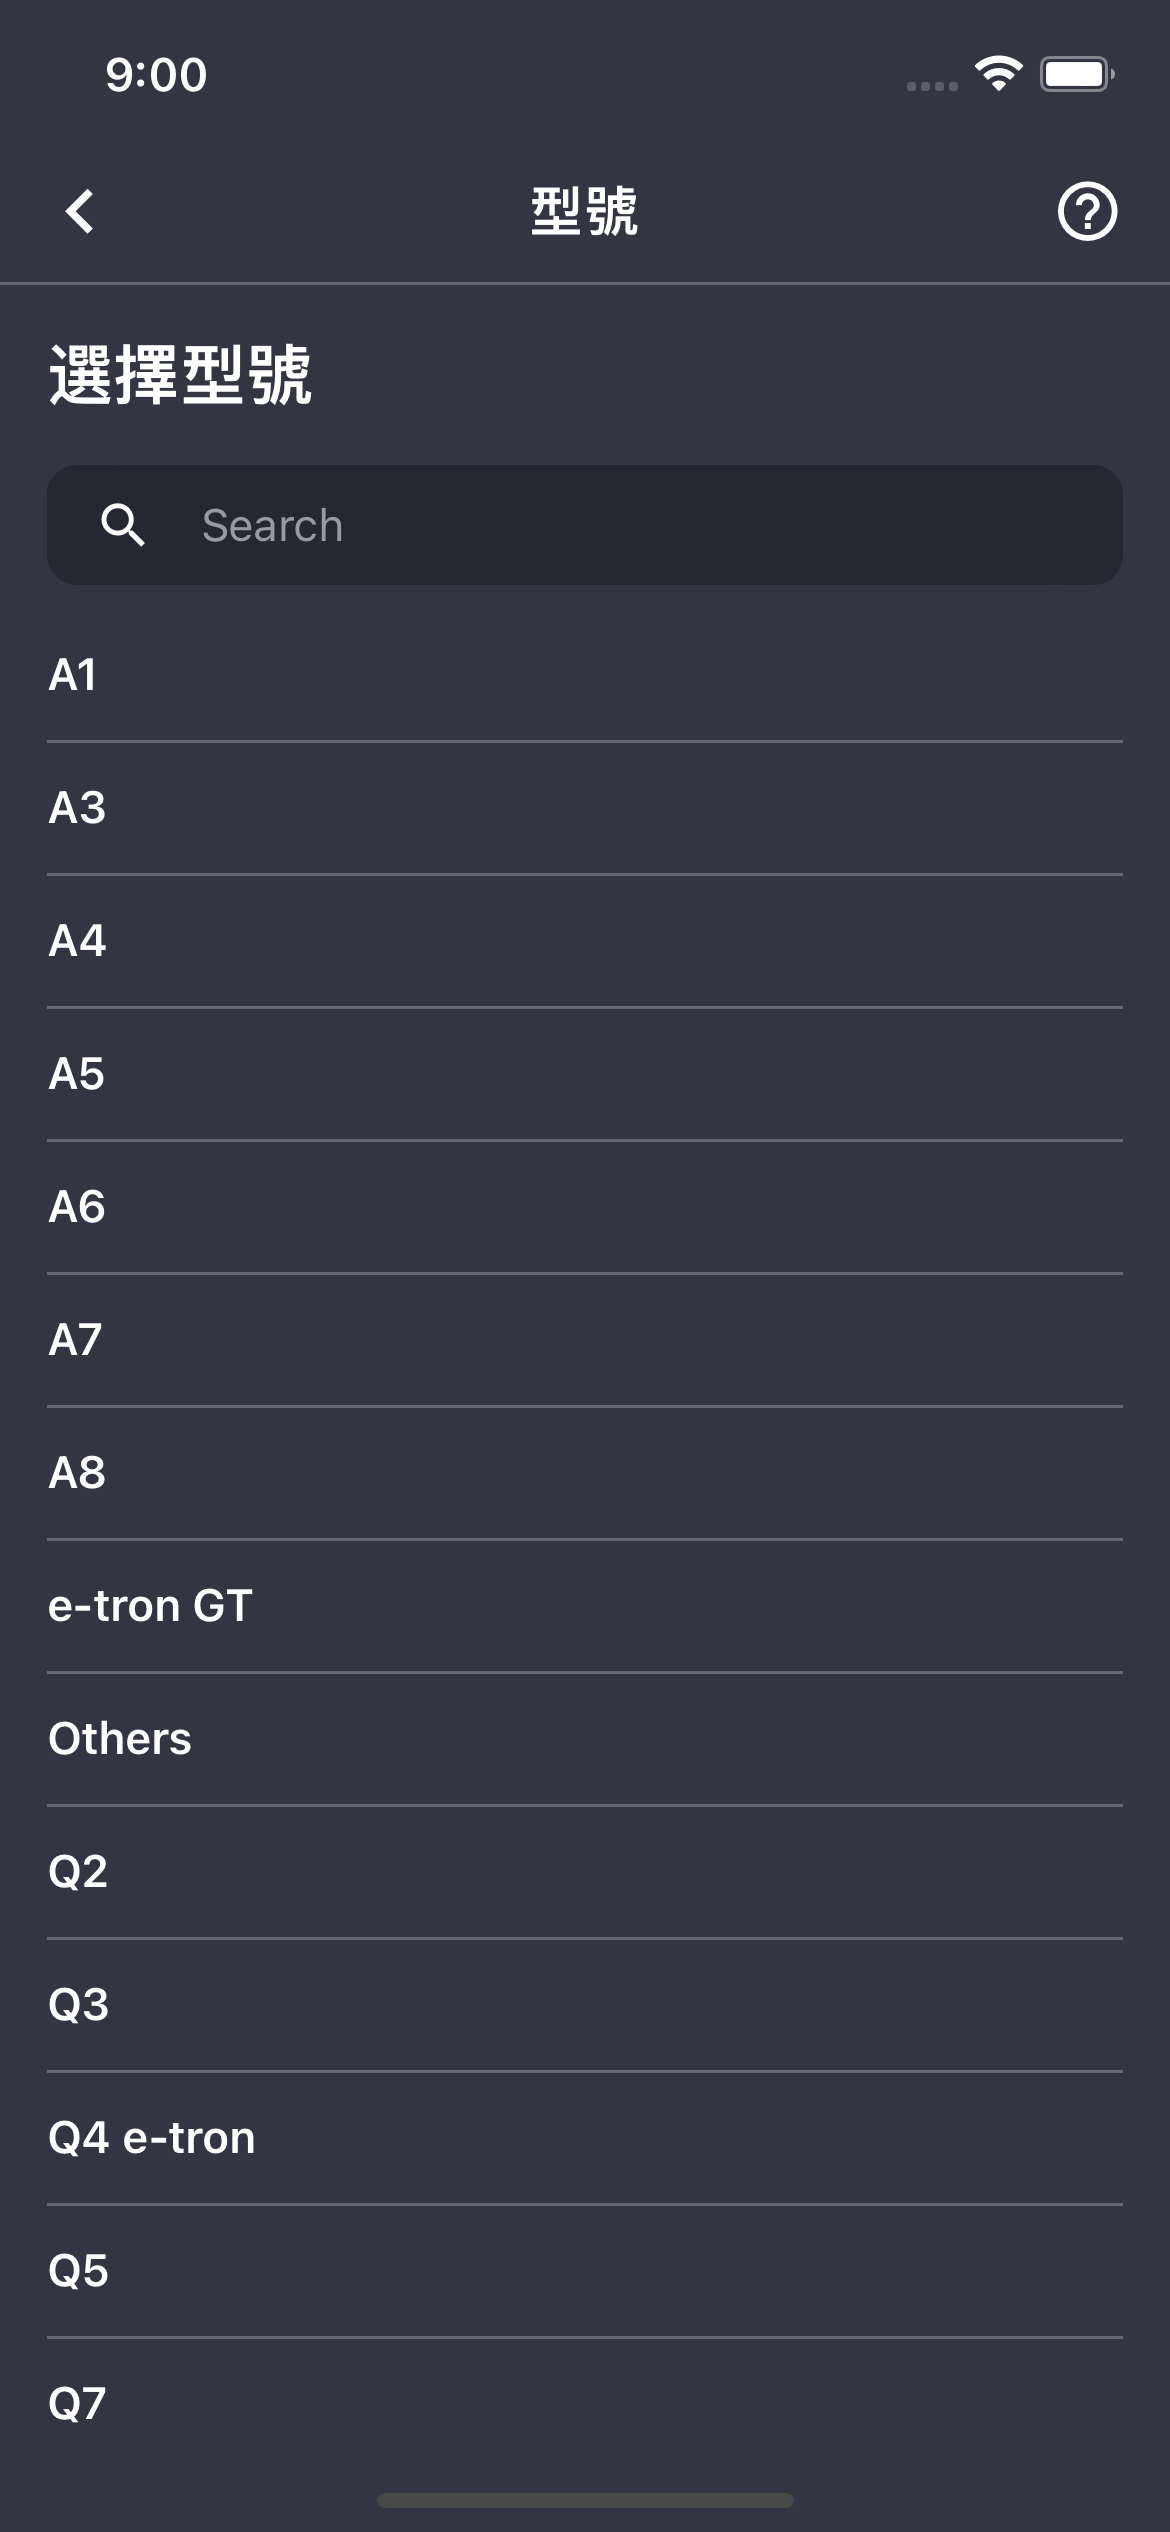 9:00
型號
選擇型號
Search
A1
A3
A4
A5
A6
A7
A8
e-tron GT
Others
Q2
Q3
Q4 e-tron
Q5
Q7